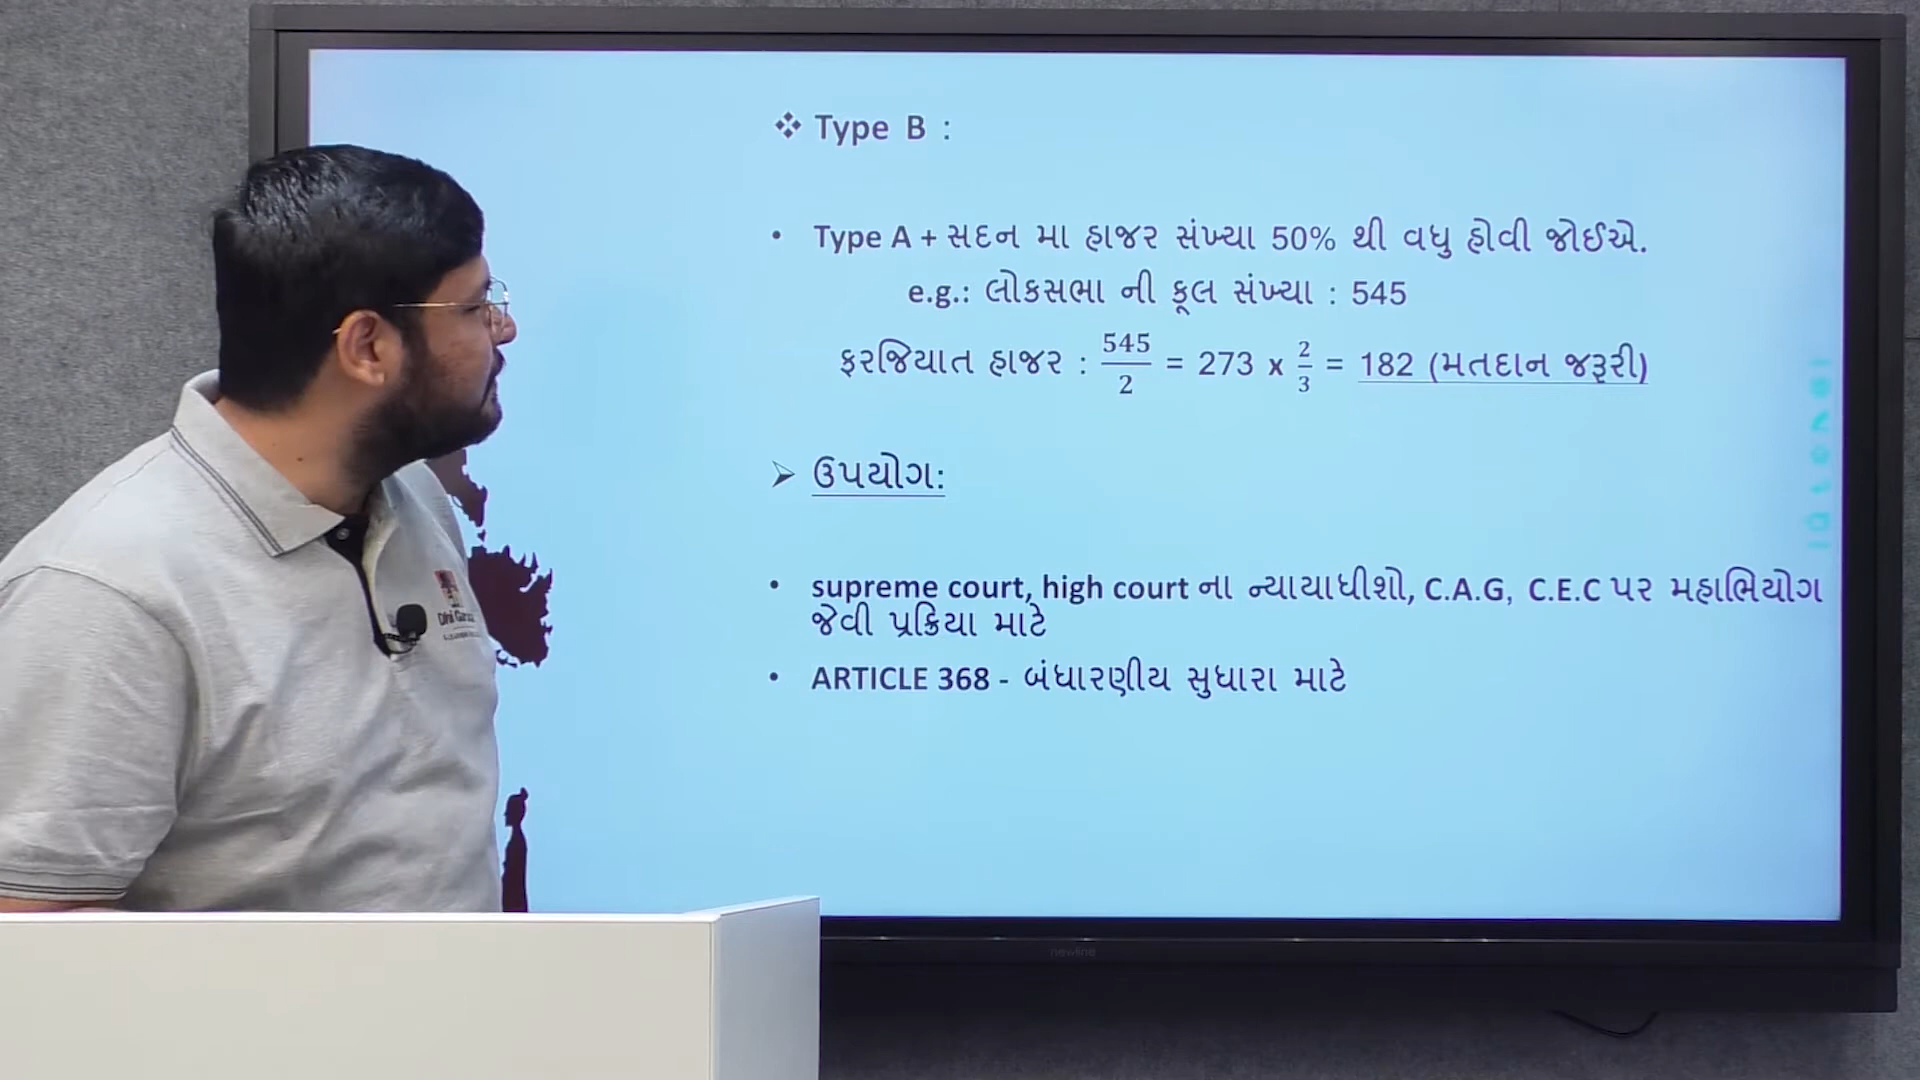 ❖ Type B :
• Type A + સદન મા હાજર સંખ્યા 50% થી વધુ હોવી જોઈએ.
e.g.: લોકસભા ની કૂલ સંખ્યા : 545
ફરજિયાત હાજર : 545/2 = 273 x 2/3 = 182 (મતદાન જરૂરી)
➢ ઉપયોગ:
• supreme court, high court ના ન્યાયાધીશો, C.A.G, C.E.C પર મહાભિયોગ
જેવી પ્રક્રિયા માટે
• ARTICLE 368 - બંધારણીય સુધારા માટે
newline